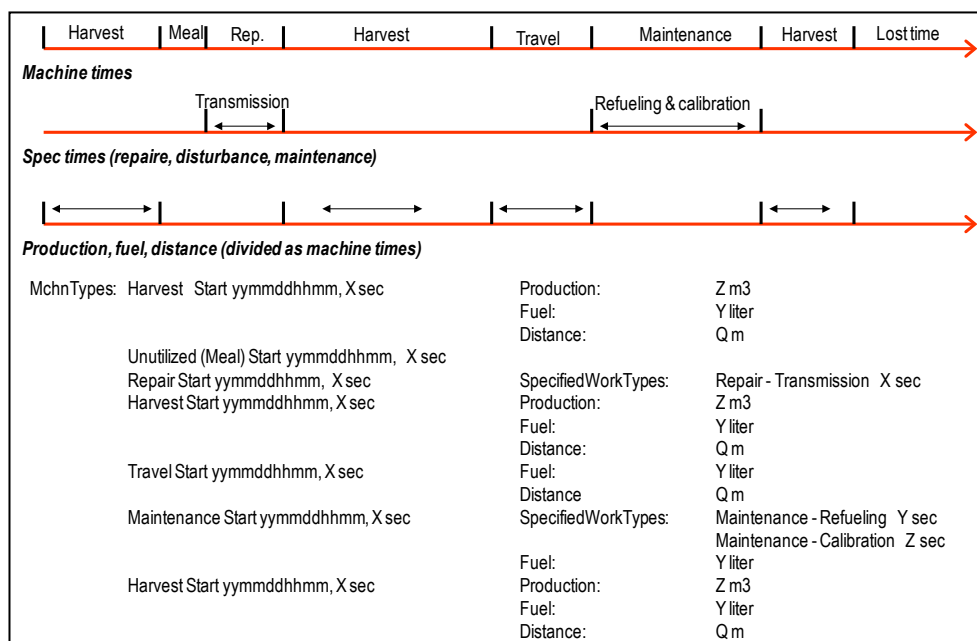 Harvest Meal Rep. Harvest Travel Maintenance Harvest Lost time
Machine times
Transmission Refueling & calibration
Spec times (repaire, disturbance, maintenance)
Production, fuel, distance (divided as machine times)
MchnTypes: Harvest Start yymmddhhmm, X sec Production: Z m3
Fuel: Y liter
Distance: Q m
Unutilized (Meal) Start yymmddhhmm, X sec
Repair Start yymmddhhmm, X sec SpecifiedWorkTypes: Repair - Transmission X sec
Harvest Start yymmddhhmm, X sec Production: Z m3
Fuel: Y liter
Distance: Q m
Travel Start yymmddhhmm, X sec Fuel: Y liter
Distance Q m
Maintenance Start yymmddhhmm, X sec SpecifiedWorkTypes: Maintenance - Refueling Y sec
Maintenance - Calibration Z sec
Fuel: Y liter
Harvest Start yymmddhhmm, X sec Production: Z m3
Fuel: Y liter
Distance: Q m